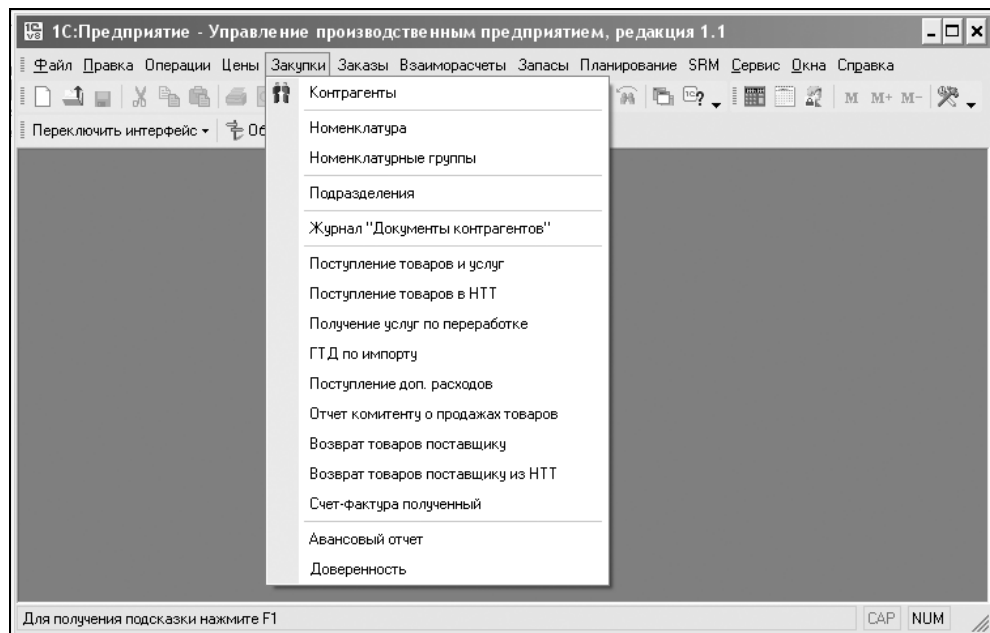 1С:Предприятие - Управление производственным предприятием, редакция 1.1
Файл Правка Операции Цены Закупки Заказы Взаиморасчеты Запасы Планирование SRM Сервис Окна Справка
M M+ M-
Переключить интерфейс Об
Контрагенты
Номенклатура
Номенклатурные группы
Подразделения
Журнал "Документы контрагентов"
Поступление товаров и услуг
Поступление товаров в НТТ
Получение услуг по переработке
ГТД по импорту
Поступление доп. расходов
Отчет комитенту о продажах товаров
Возврат товаров поставщику
Возврат товаров поставщику из НТТ
Счет-фактура полученный
Авансовый отчет
Доверенность
Для получения подсказки нажмите F1 CAP NUM